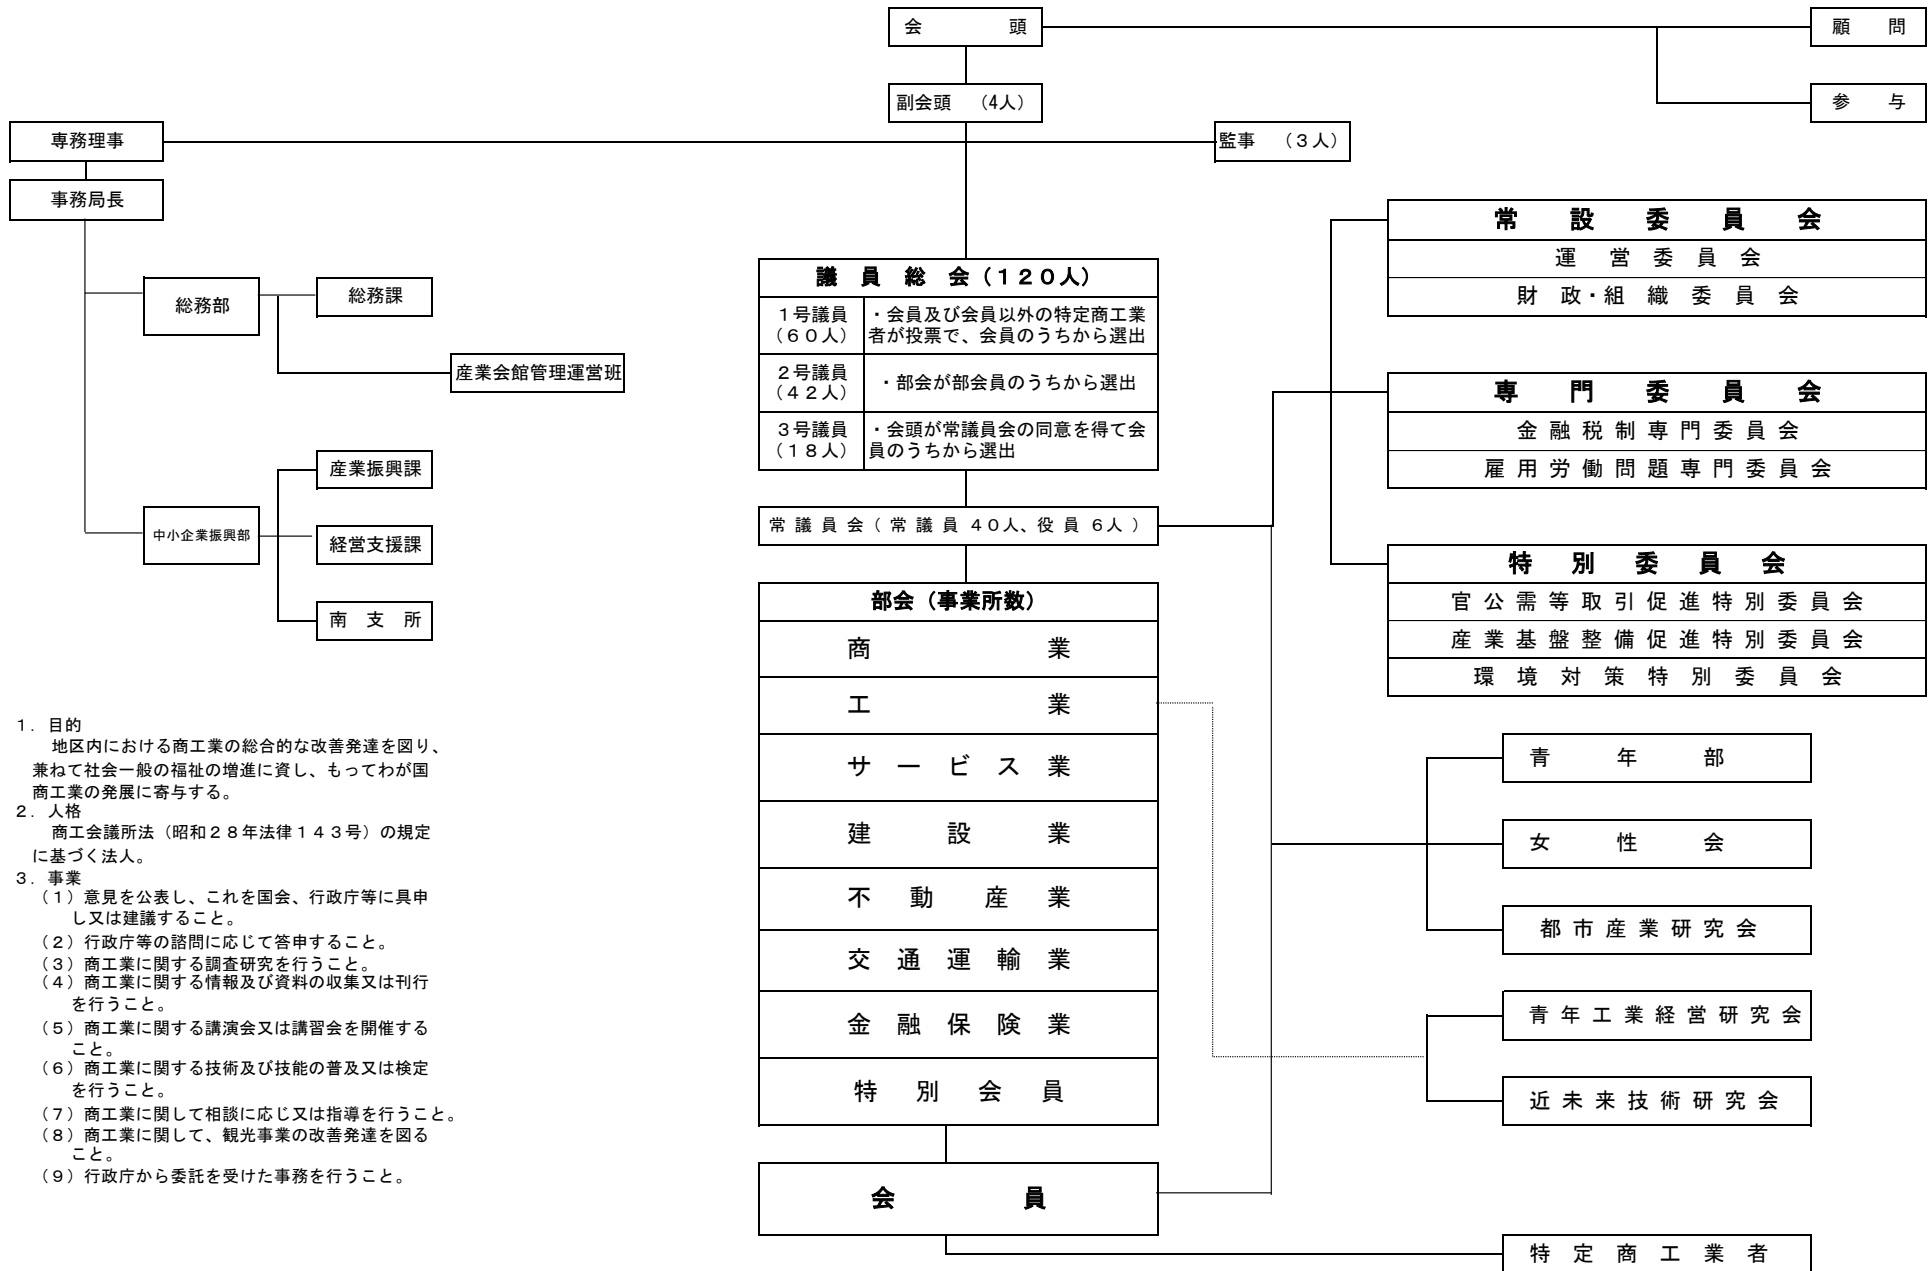 会 頭
顧 問
副会頭 （4人）
参 与
専務理事
監事 （３人）
事務局長
総務部
総務課
産業会館管理運営班
産業振興課
中小企業振興部
経営支援課
南 支 所
議 員 総 会（１２０人）
１号議員
（６０人）
・会員及び会員以外の特定商工業
者が投票で、会員のうちから選出
２号議員
（４２人）
・部会が部会員のうちから選出
３号議員
（１８人）
・会頭が常議員会の同意を得て会
員のうちから選出
常 議 員 会（ 常 議 員 ４０人、役 員 ６人 ）
部会（事業所数）
商 業
工 業
サ ー ビ ス 業
建 設 業
不 動 産 業
交 通 運 輸 業
金 融 保 険 業
特 別 会 員
会 員
常 設 委 員 会
運 営 委 員 会
財 政・組 織 委 員 会
専 門 委 員 会
金 融 税 制 専 門 委 員 会
雇 用 労 働 問 題 専 門 委 員 会
特 別 委 員 会
官 公 需 等 取 引 促 進 特 別 委 員 会
産 業 基 盤 整 備 促 進 特 別 委 員 会
環 境 対 策 特 別 委 員 会
青 年 部
女 性 会
都 市 産 業 研 究 会
青 年 工 業 経 営 研 究 会
近 未 来 技 術 研 究 会
特 定 商 工 業 者
１．目的
地区内における商工業の総合的な改善発達を図り、
兼ねて社会一般の福祉の増進に資し、もってわが国
商工業の発展に寄与する。
２．人格
商工会議所法（昭和２８年法律１４３号）の規定
に基づく法人。
３．事業
（１）意見を公表し、これを国会、行政庁等に具申
し又は建議すること。
（２）行政庁等の諮問に応じて答申すること。
（３）商工業に関する調査研究を行うこと。
（４）商工業に関する情報及び資料の収集又は刊行
を行うこと。
（５）商工業に関する講演会又は講習会を開催する
こと。
（６）商工業に関する技術及び技能の普及又は検定
を行うこと。
（７）商工業に関して相談に応じ又は指導を行うこと。
（８）商工業に関して、観光事業の改善発達を図る
こと。
（９）行政庁から委託を受けた事務を行うこと。